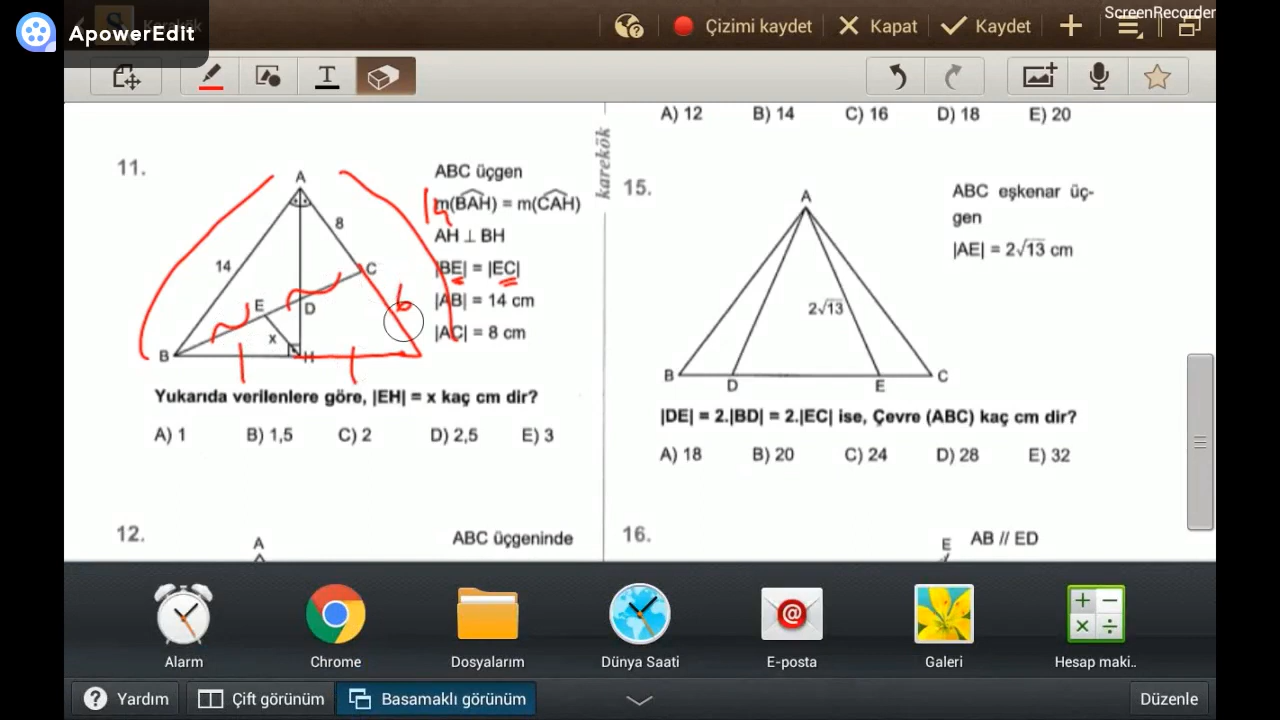 ScreenRecorder
ApowerEdit
Çizimi kaydet
Kapat
Kaydet
T
11.
A
8
14
C
E
D
B
x
H
6
14
ABC üçgen
m(BAH) = m(CAH)
AH ⊥ BH
|BE| = |EC|
|AB| = 14 cm
|AC| = 8 cm
Yukarıda verilenlere göre, |EH| = x kaç cm dir?
A) 1 B) 1,5 C) 2 D) 2,5 E) 3
12.
A
ABC üçgeninde
karekök
A) 12 B) 14 C) 16 D) 18 E) 20
15.
A
2√13
B
D
E
C
ABC eşkenar üç-
gen
|AE| = 2√13 cm
|DE| = 2.|BD| = 2.|EC| ise, Çevre (ABC) kaç cm dir?
A) 18 B) 20 C) 24 D) 28 E) 32
16.
E
AB // ED
Alarm
Chrome
Dosyalarım
Dünya Saati
E-posta
Galeri
Hesap maki..
? Yardım
Çift görünüm
Basamaklı görünüm
Düzenle